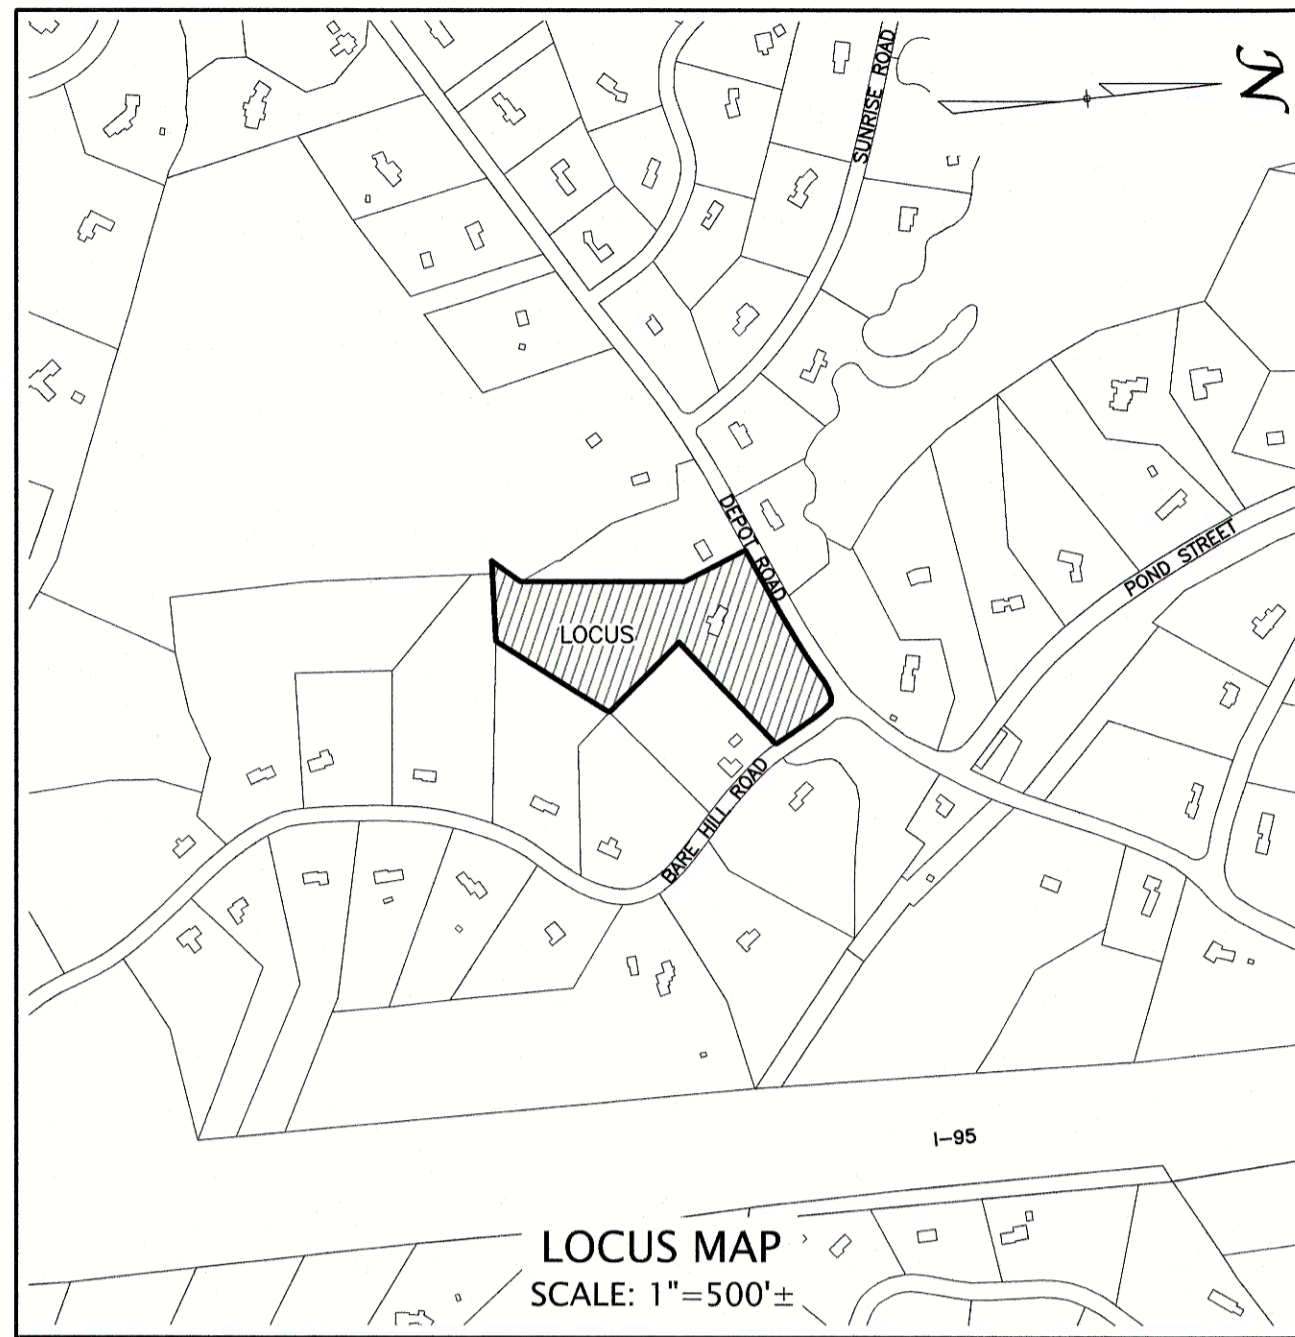 N
SUNRISE ROAD
DEPOT ROAD
POND STREET
LOCUS
BARE HILL ROAD
I-95
LOCUS MAP
SCALE: 1"=500'±